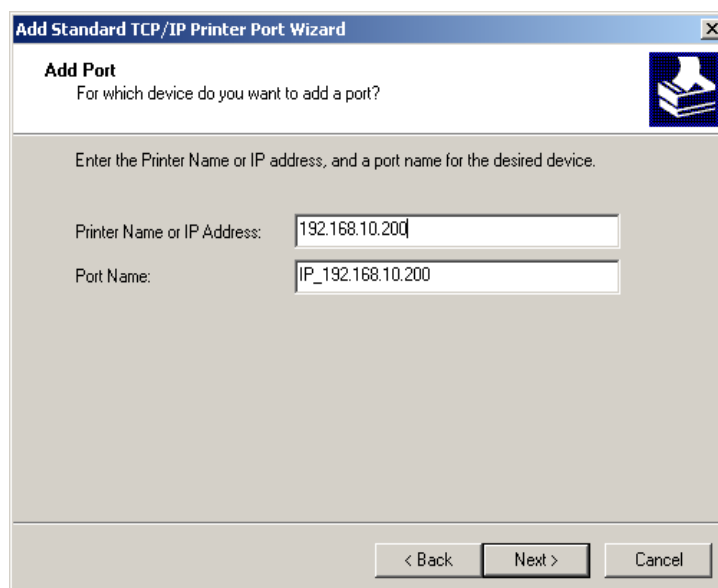 Add Standard TCP/IP Printer Port Wizard
Add Port
For which device do you want to add a port?
Enter the Printer Name or IP address, and a port name for the desired device.
Printer Name or IP Address: 192.168.10.200
Port Name: IP_192.168.10.200
< Back Next > Cancel